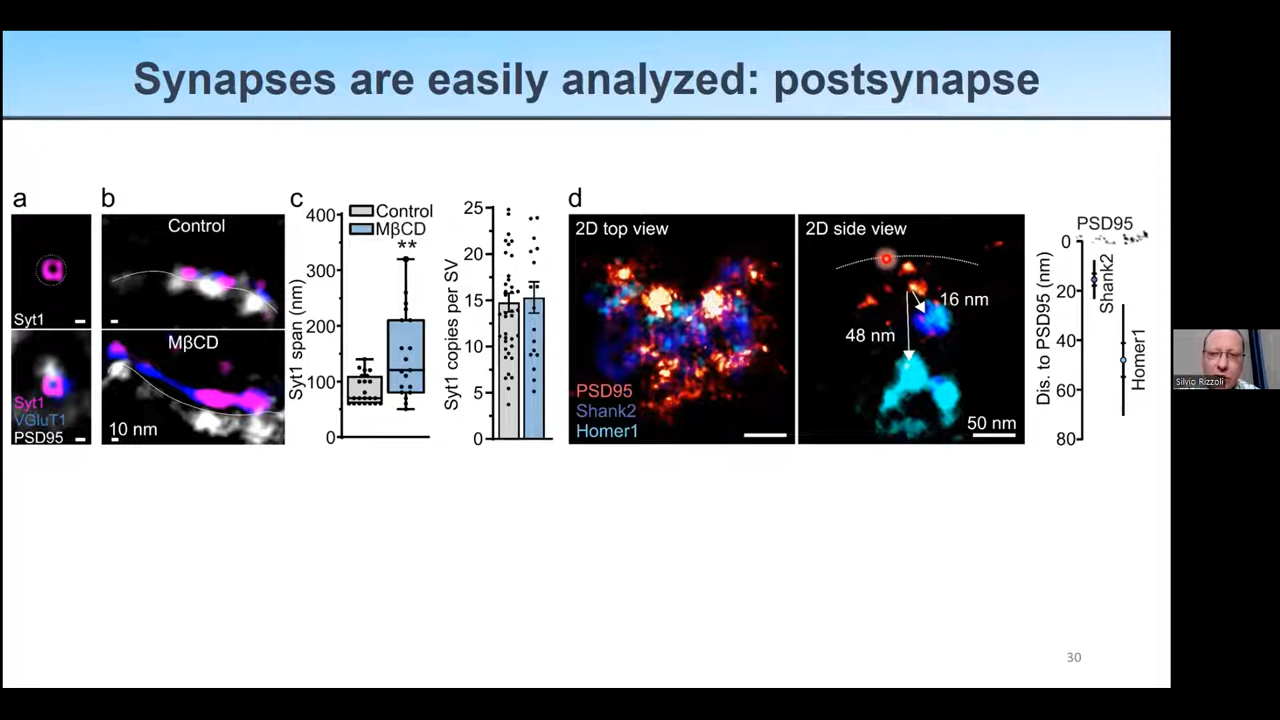 Synapses are easily analyzed: postsynapse
a
Syt1
Syt1
VGluT1
PSD95
b
Control
MβCD
10 nm
c
Control
MβCD
**
Syt1 span (nm)
400
300
200
100
0
Syt1 copies per SV
25
20
15
10
5
0
d
2D top view
PSD95
Shank2
Homer1
2D side view
16 nm
48 nm
50 nm
PSD95
Dis. to PSD95 (nm)
0
20
40
60
80
Shank2
Homer1
Silvio Rizzoli
30